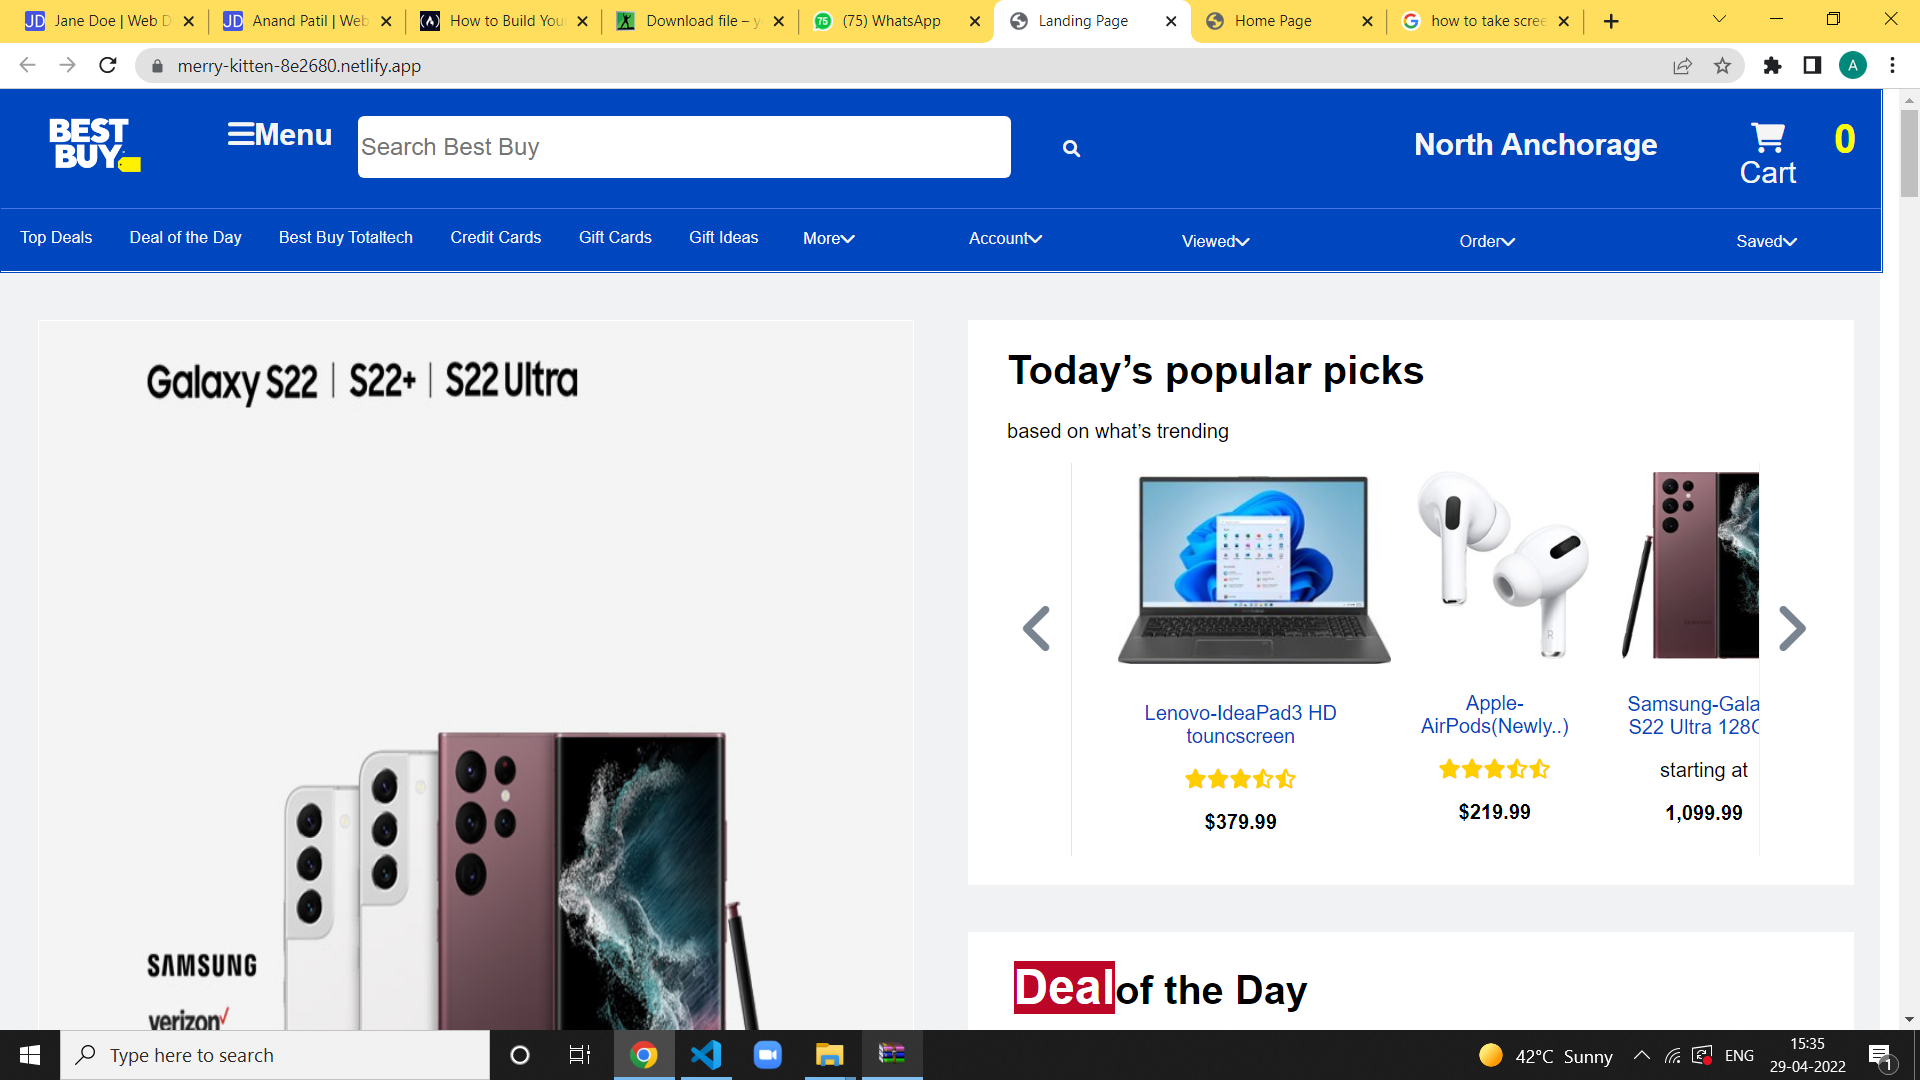 Jane Doe | Web D
Anand Patil | Web
How to Build Your
Download file – y
(75) WhatsApp
Landing Page
Home Page
how to take scree
merry-kitten-8e2680.netlify.app
A
BEST
BUY
Menu
Search Best Buy
North Anchorage
Cart
0
Top Deals
Deal of the Day
Best Buy Totaltech
Credit Cards
Gift Cards
Gift Ideas
More
Account
Viewed
Order
Saved
Galaxy S22 | S22+ | S22 Ultra
SAMSUNG
verizon
Today’s popular picks
based on what’s trending
Lenovo-IdeaPad3 HD
touncscreen
$379.99
Apple-
AirPods(Newly..)
$219.99
Samsung-Gala
S22 Ultra 128G
starting at
1,099.99
Deal of the Day
Type here to search
42°C Sunny
ENG
15:35
29-04-2022
1